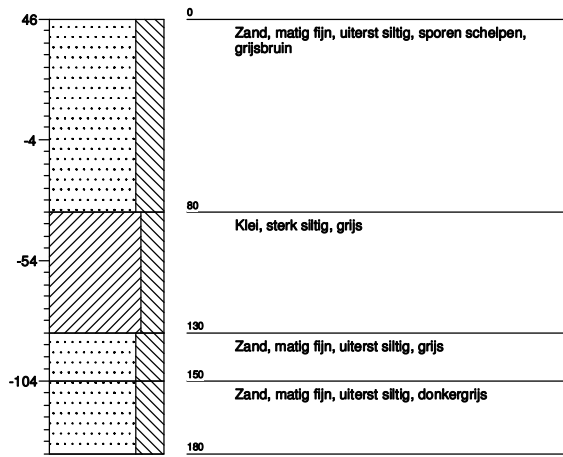 46
0
Zand, matig fijn, uiterst siltig, sporen schelpen,
grijsbruin
-4
80
Klei, sterk siltig, grijs
-54
130
Zand, matig fijn, uiterst siltig, grijs
-104
150
Zand, matig fijn, uiterst siltig, donkergrijs
180